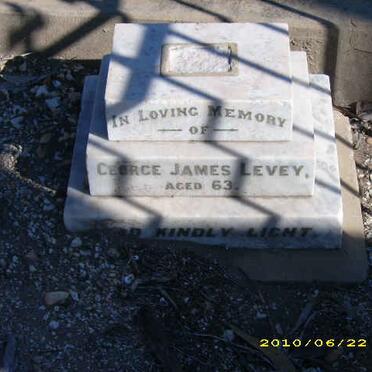 IN LOVING MEMORY
OF
GEORGE JAMES LEVEY,
AGED 63.
KINDLY LIGHT.
2010/06/22